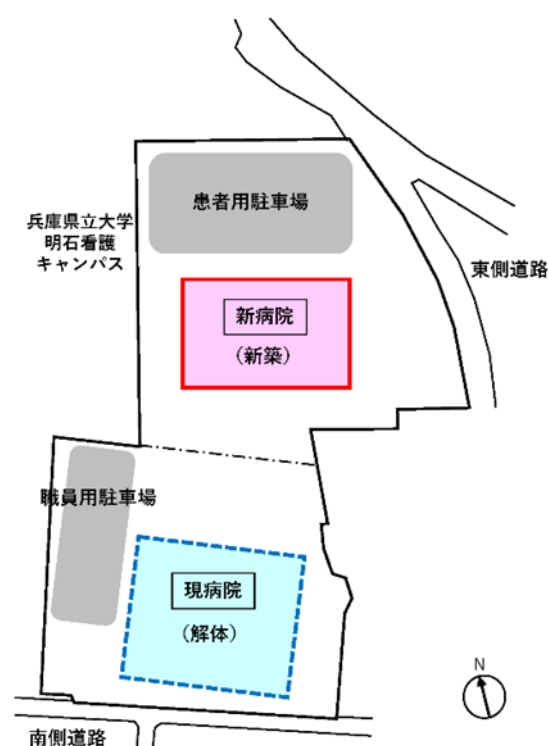 患者用駐車場
兵庫県立大学
明石看護
キャンパス
東側道路
新病院
（新築）
職員用駐車場
現病院
（解体）
N
南側道路